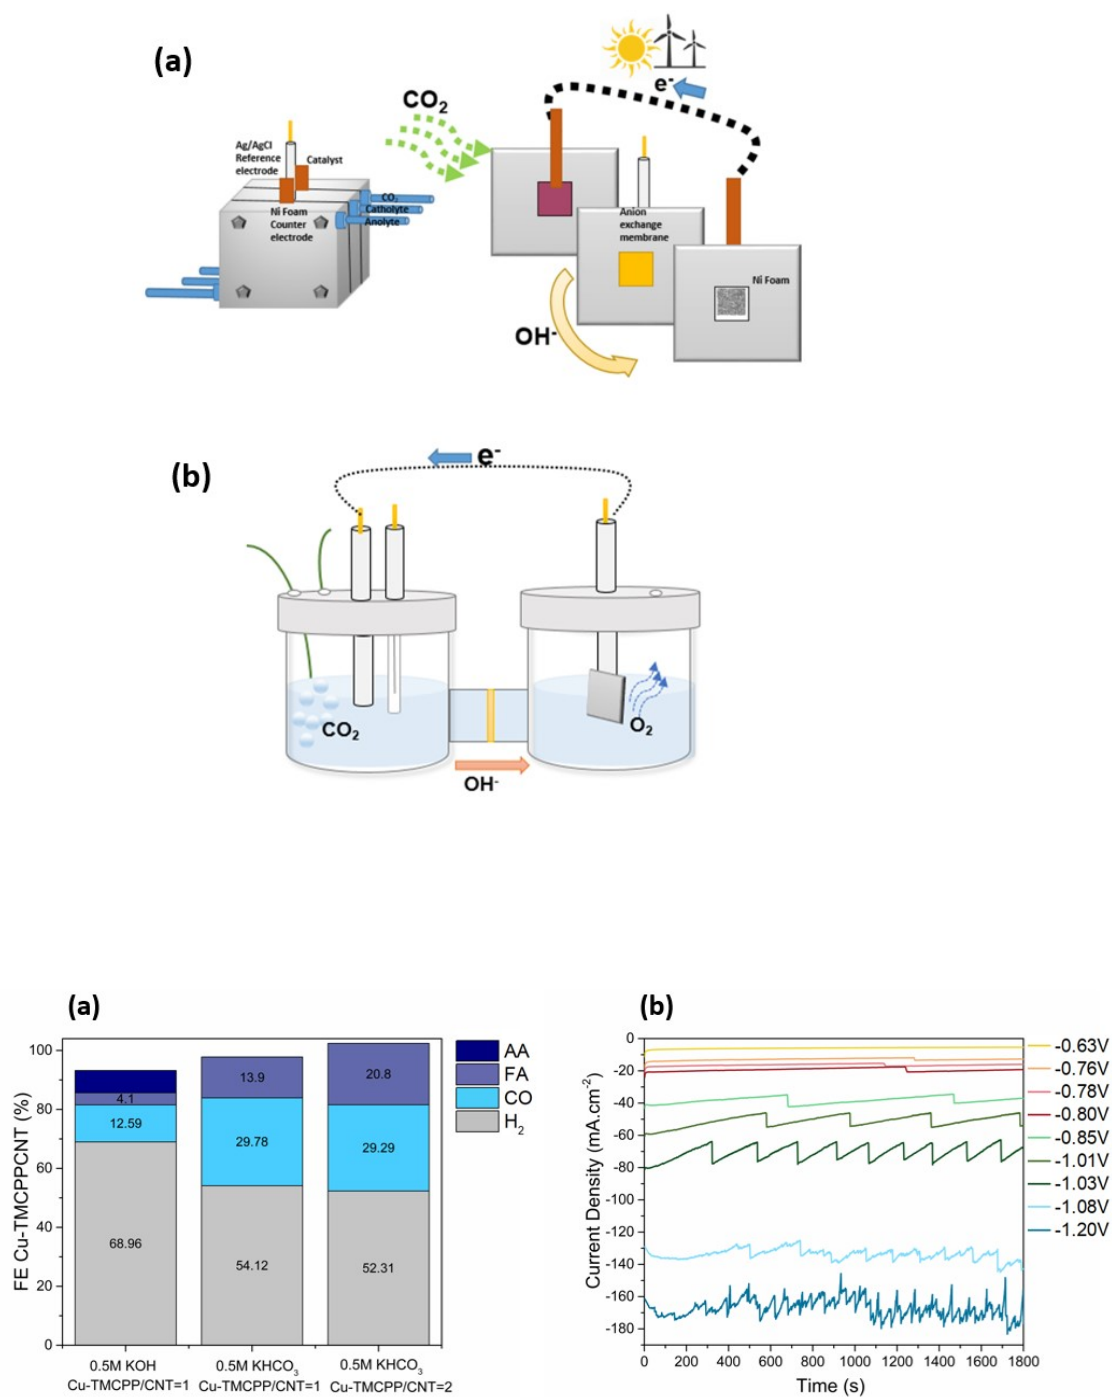 (a)
CO₂
e⁻
Ag/AgCl
Reference
electrode
Catalyst
CO₂
Catholyte
Anolyte
Ni Foam
Counter
electrode
Anion
exchange
membrane
Ni Foam
OH⁻
(b)
e⁻
CO₂
O₂
OH⁻
(a)
FE Cu-TMCPPCNT (%)
100
80
60
40
20
0
4.1
12.59
68.96
13.9
29.78
54.12
20.8
29.29
52.31
AA
FA
CO
H₂
0.5M KOH
Cu-TMCPP/CNT=1
0.5M KHCO₃
Cu-TMCPP/CNT=1
0.5M KHCO₃
Cu-TMCPP/CNT=2
(b)
Current Density (mA.cm⁻²)
0
-20
-40
-60
-80
-100
-120
-140
-160
-180
0 200 400 600 800 1000 1200 1400 1600 1800
Time (s)
-0.63V
-0.76V
-0.78V
-0.80V
-0.85V
-1.01V
-1.03V
-1.08V
-1.20V